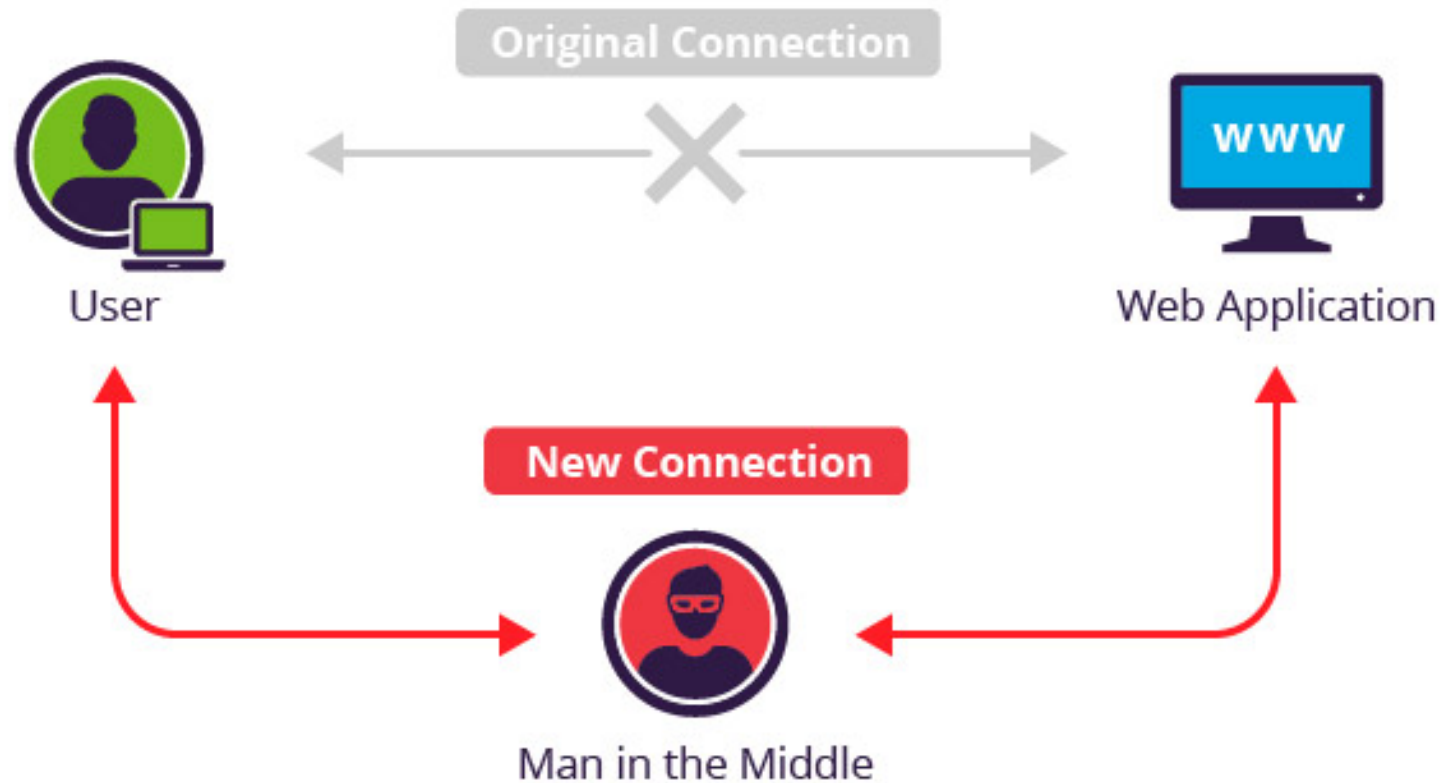 Original Connection
www
User
Web Application
New Connection
Man in the Middle